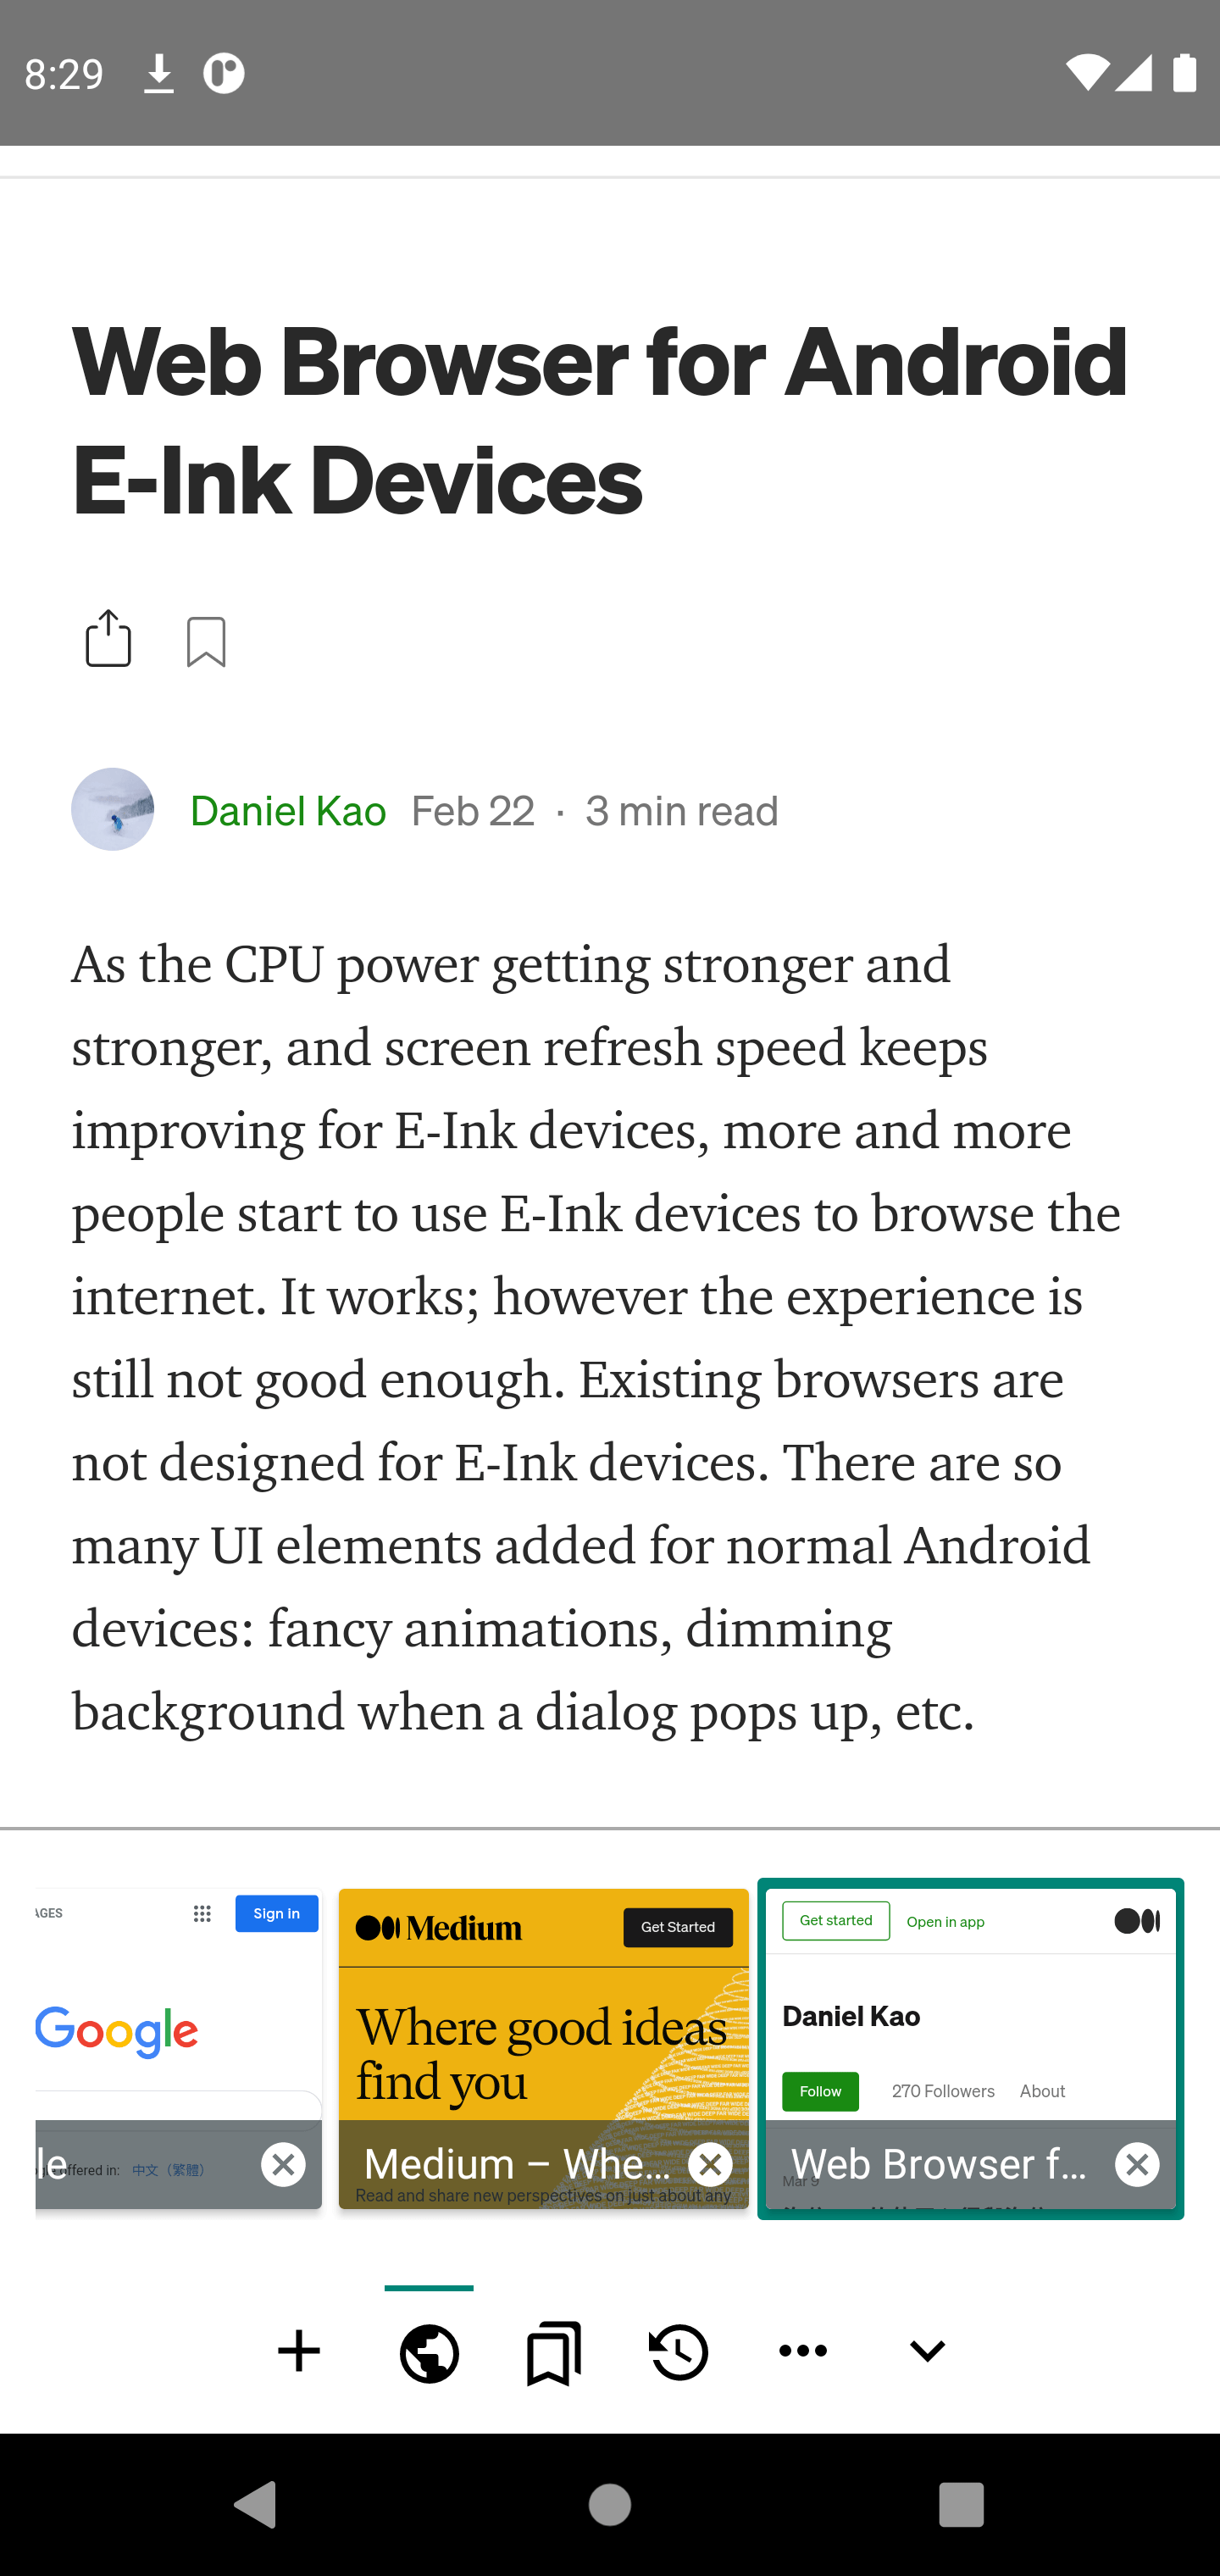 8:29
Web Browser for Android
E-Ink Devices
Daniel Kao Feb 22 · 3 min read
As the CPU power getting stronger and
stronger, and screen refresh speed keeps
improving for E-Ink devices, more and more
people start to use E-Ink devices to browse the
internet. It works; however the experience is
still not good enough. Existing browsers are
not designed for E-Ink devices. There are so
many UI elements added for normal Android
devices: fancy animations, dimming
background when a dialog pops up, etc.
AGES
Sign in
Google
offered in: 中文（繁體）
le
Medium
Get Started
Where good ideas
find you
Medium – Whe...
Read and share new perspectives on just about any
Get started
Open in app
Daniel Kao
Follow
270 Followers
About
Web Browser f...
Mar 9